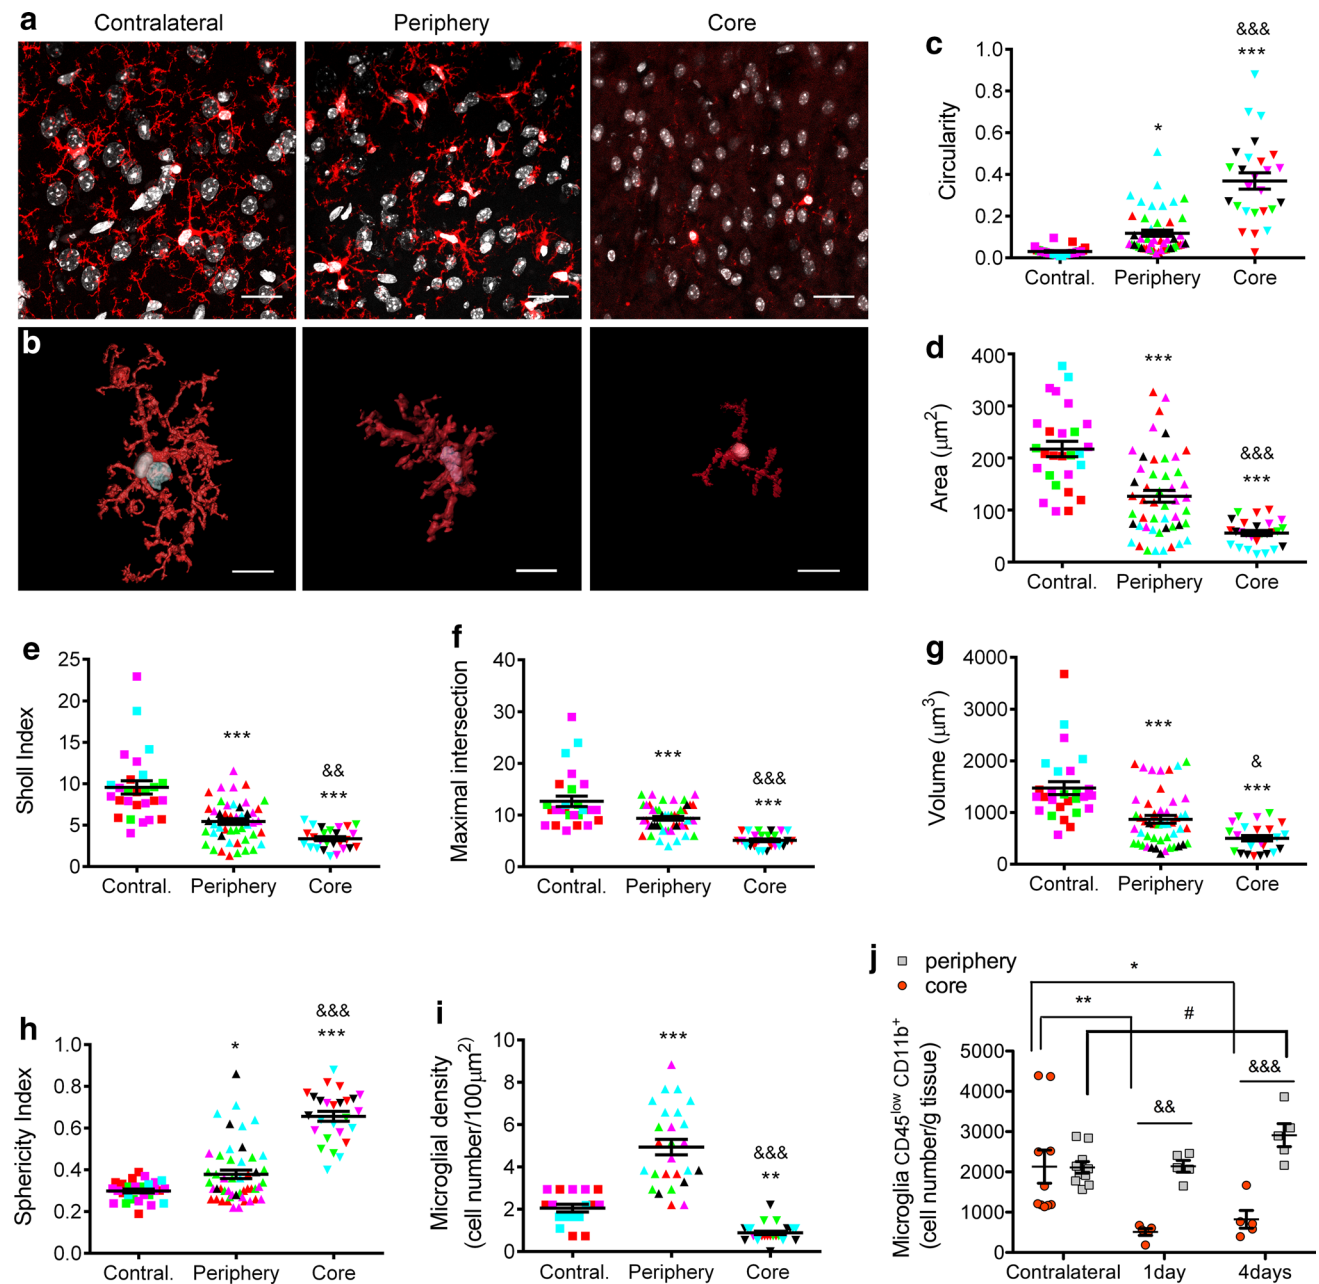 a
Contralateral
Periphery
Core
b
c
&&&
***
*
Circularity
1.0
0.8
0.6
0.4
0.2
0.0
Contral.
Periphery
Core
d
***
&&&
***
Area (μm²)
400
300
200
100
0
Contral.
Periphery
Core
e
***
&&
***
Sholl Index
25
20
15
10
5
0
Contral.
Periphery
Core
f
***
&&&
***
Maximal intersection
40
30
20
10
0
Contral.
Periphery
Core
g
***
&
***
Volume (μm³)
4000
3000
2000
1000
0
Contral.
Periphery
Core
h
*
&&&
***
Sphericity Index
1.0
0.8
0.6
0.4
0.2
0.0
Contral.
Periphery
Core
i
***
&&&
**
Microglial density
(cell number/100μm²)
10
8
6
4
2
0
Contral.
Periphery
Core
j
periphery
core
*
**
#
&&
&&&
Microglia CD45low CD11b+
(cell number/g tissue)
5000
4000
3000
2000
1000
0
Contralateral
1day
4days